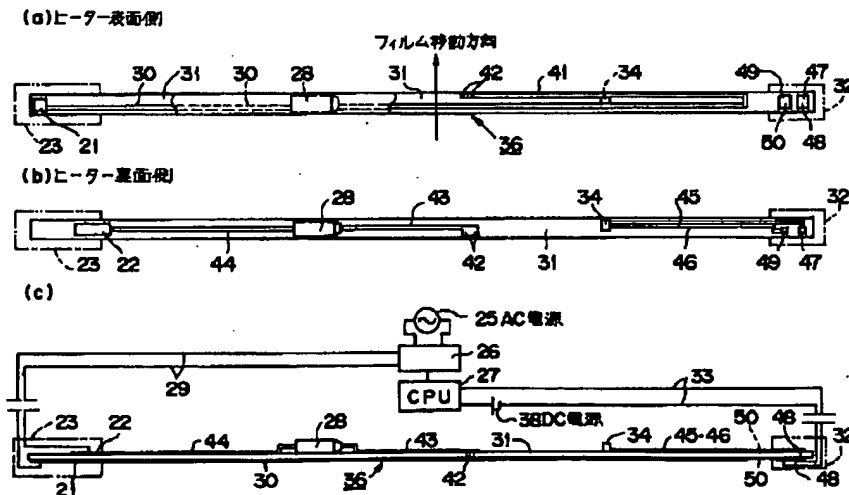 (a)ヒーター表面側
フィルム移動方向
30 31 30 28 31 42 41 34 49 47 32
23 21 36 50 48
(b)ヒーター裏面側
28 43 34 45 32
23 22 44 42 31 46 49 47
(c)
25 AC電源
26
29 27 33
CPU
38 DC電源
23 22 44 28 43 31 34 45・46 50 48 32
21 30 36 42 50 48